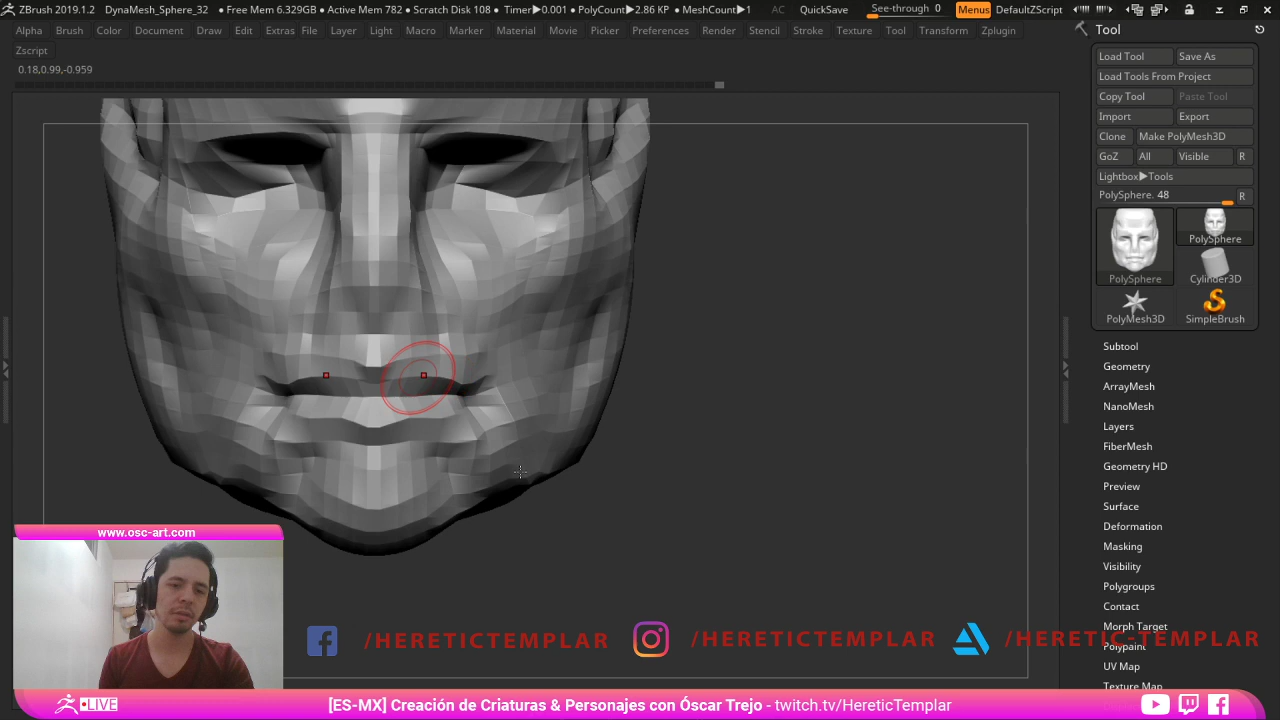 ZBrush 2019.1.2 DynaMesh_Sphere_32 • Free Mem 6.329GB • Active Mem 782 • Scratch Disk 108 • Timer▶0.001 • PolyCount▶2.86 KP • MeshCount▶1 AC QuickSave See-through 0 Menus DefaultZScript
Alpha Brush Color Document Draw Edit Extras File Layer Light Macro Marker Material Movie Picker Preferences Render Stencil Stroke Texture Tool Transform Zplugin
Zscript
0.18,0.99,-0.959
Tool
Load Tool Save As
Load Tools From Project
Copy Tool Paste Tool
Import Export
Clone Make PolyMesh3D
GoZ All Visible R
Lightbox▶Tools
PolySphere. 48 R
PolySphere
PolySphere Cylinder3D
PolyMesh3D SimpleBrush
Subtool
Geometry
ArrayMesh
NanoMesh
Layers
FiberMesh
Geometry HD
Preview
Surface
Deformation
Masking
Visibility
Polygroups
Contact
Morph Target
Polypaint
UV Map
Texture Map
www.osc-art.com
/HERETICTEMPLAR /HERETICTEMPLAR /HERETIC-TEMPLAR
LIVE [ES-MX] Creación de Criaturas & Personajes con Óscar Trejo - twitch.tv/HereticTemplar